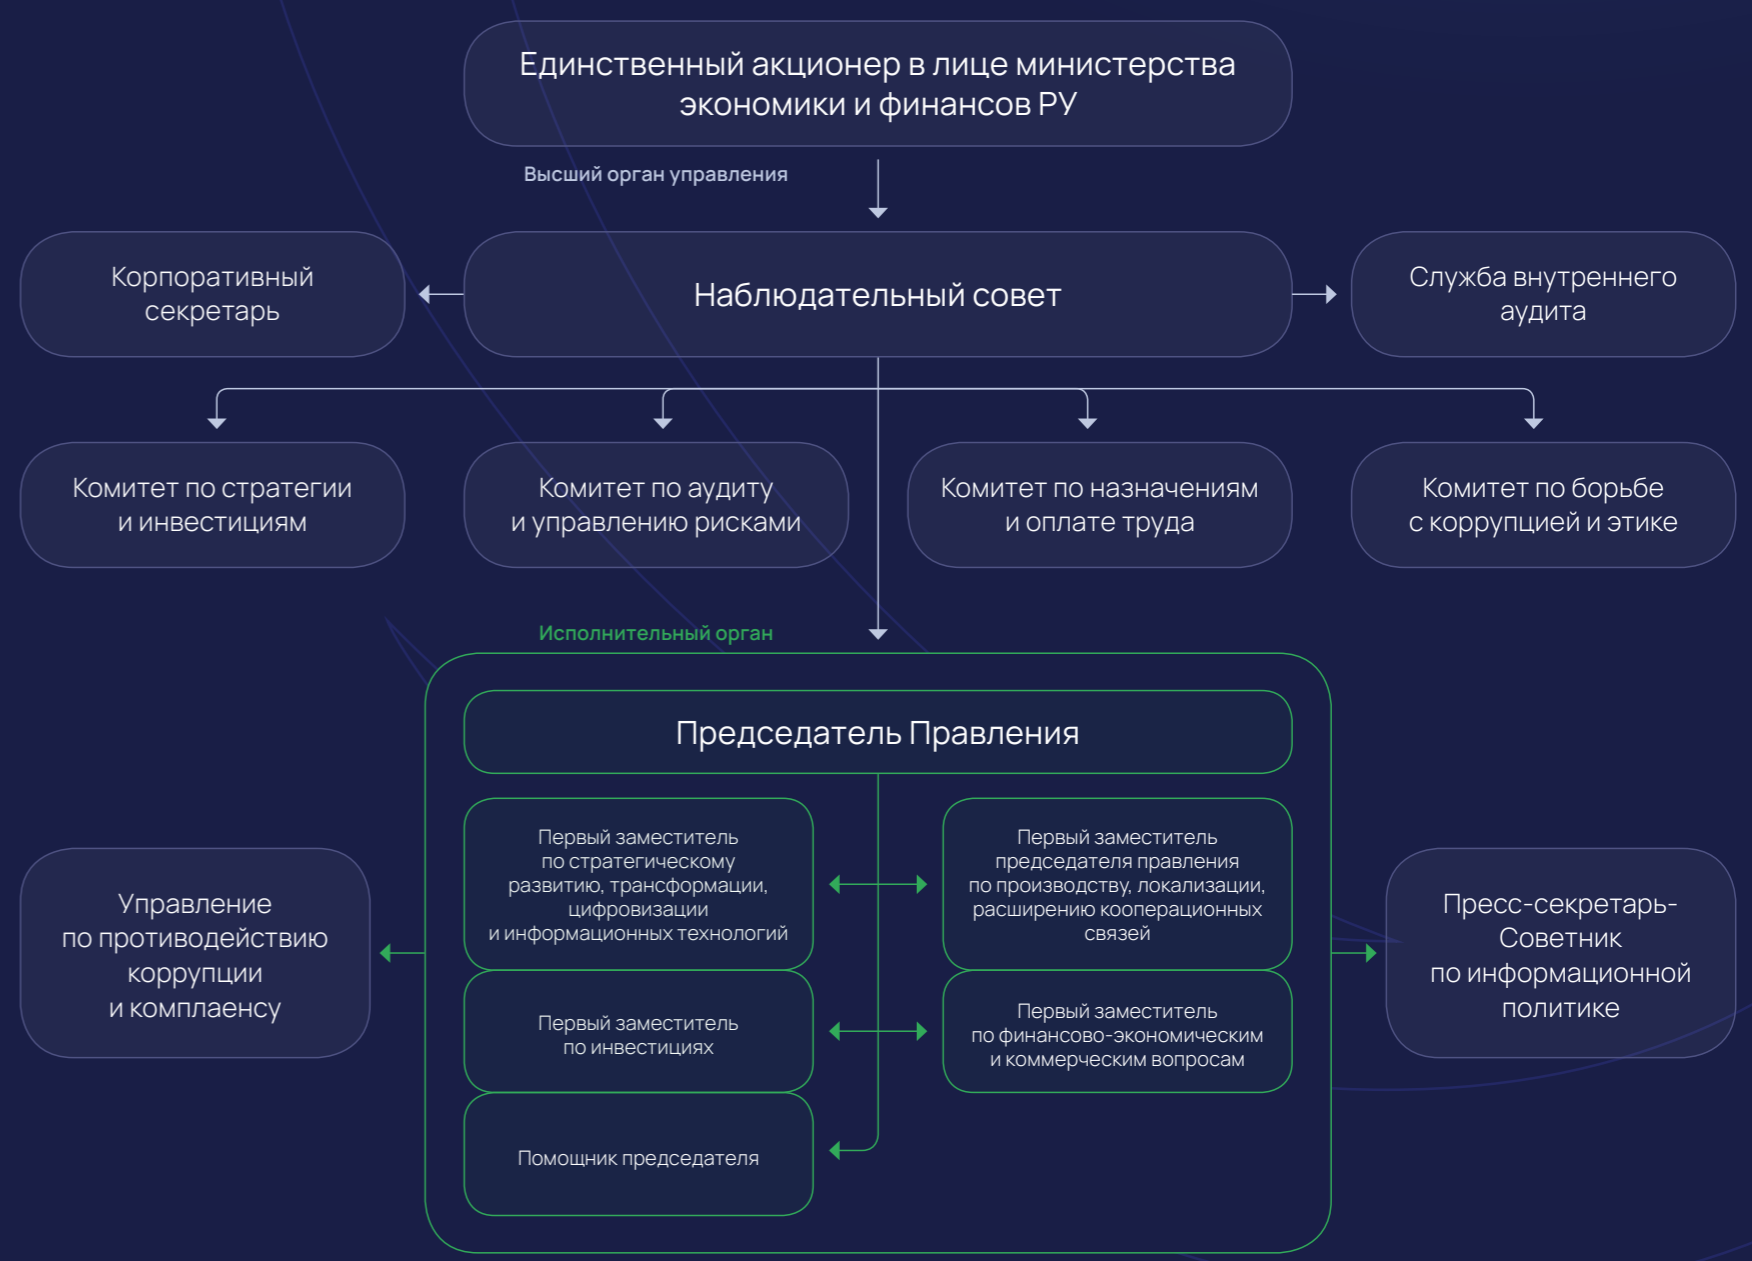 Единственный акционер в лице министерства
экономики и финансов РУ
Высший орган управления
Корпоративный
секретарь
Наблюдательный совет
Служба внутреннего
аудита
Комитет по стратегии
и инвестициям
Комитет по аудиту
и управлению рисками
Комитет по назначениям
и оплате труда
Комитет по борьбе
с коррупцией и этике
Исполнительный орган
Председатель Правления
Первый заместитель
по стратегическому
развитию, трансформации,
цифровизации
и информационных технологий
Первый заместитель
председателя правления
по производству, локализации,
расширению кооперационных
связей
Управление
по противодействию
коррупции
и комплаенсу
Пресс-секретарь-
Советник
по информационной
политике
Первый заместитель
по инвестициях
Первый заместитель
по финансово-экономическим
и коммерческим вопросам
Помощник председателя